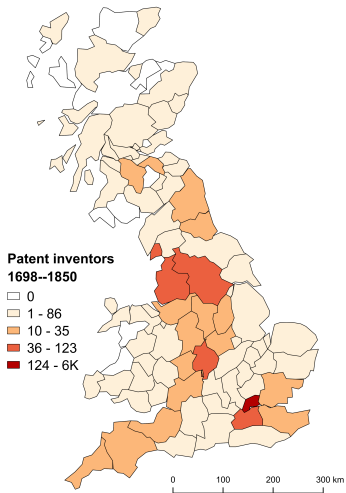 Patent inventors
1698--1850
0
1 - 86
10 - 35
36 - 123
124 - 6K
0 100 200 300 km